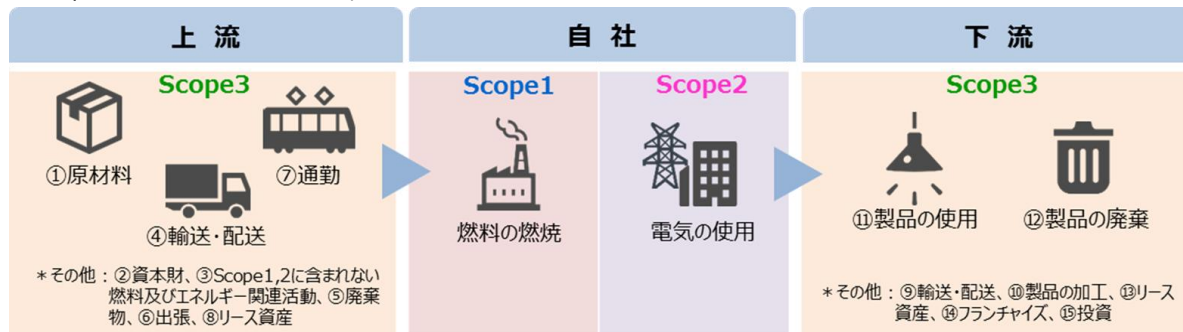 上流
Scope3
①原材料
⑦通勤
④輸送・配送
*その他：②資本財、③Scope1,2に含まれない
燃料及びエネルギー関連活動、⑤廃棄
物、⑥出張、⑧リース資産
自社
Scope1
燃料の燃焼
Scope2
電気の使用
下流
Scope3
⑪製品の使用
⑫製品の廃棄
*その他：⑨輸送・配送、⑩製品の加工、⑬リース
資産、⑭フランチャイズ、⑮投資